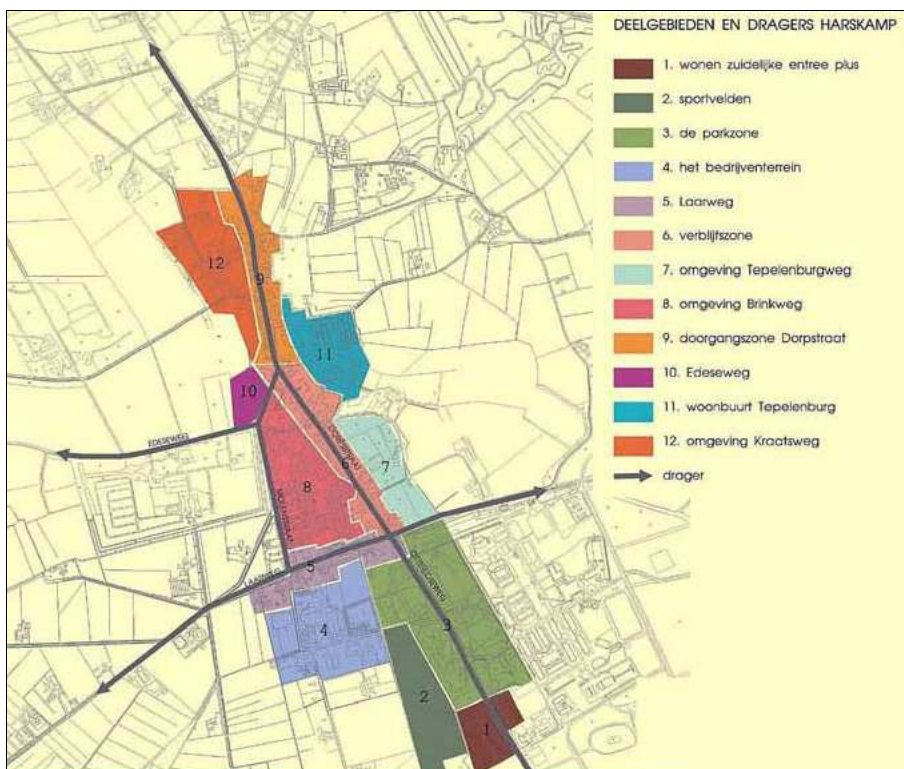 DEELGEBIEDEN EN DRAGERS HARSKAMP
1. wonen zuidelijke entree plus
2. sportvelden
3. de parkzone
4. het bedrijventerrein
5. Laarweg
6. verblijfszone
7. omgeving Tepelenburgweg
8. omgeving Brinkweg
9. doorgangszone Dorpstraat
10. Edeseweg
11. woonbuurt Tepelenburg
12. omgeving Kraatsweg
drager
12
9
11
10
EDESEWEG
DORPSTRAAT
6
7
8
5
LAARWEG
4
3
2
1